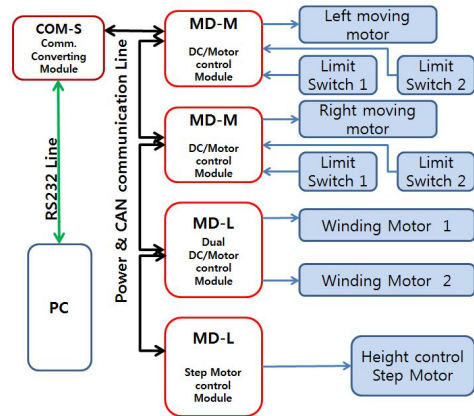 COM-S
Comm.
Converting
Module
RS232 Line
PC
Power & CAN communication Line
MD-M
DC/Motor
control
Module
Left moving
motor
Limit
Switch 1
Limit
Switch 2
MD-M
DC/Motor
control
Module
Right moving
motor
Limit
Switch 1
Limit
Switch 2
MD-L
Dual
DC/Motor
control
Module
Winding Motor 1
Winding Motor 2
MD-L
Step Motor
control
Module
Height control
Step Motor